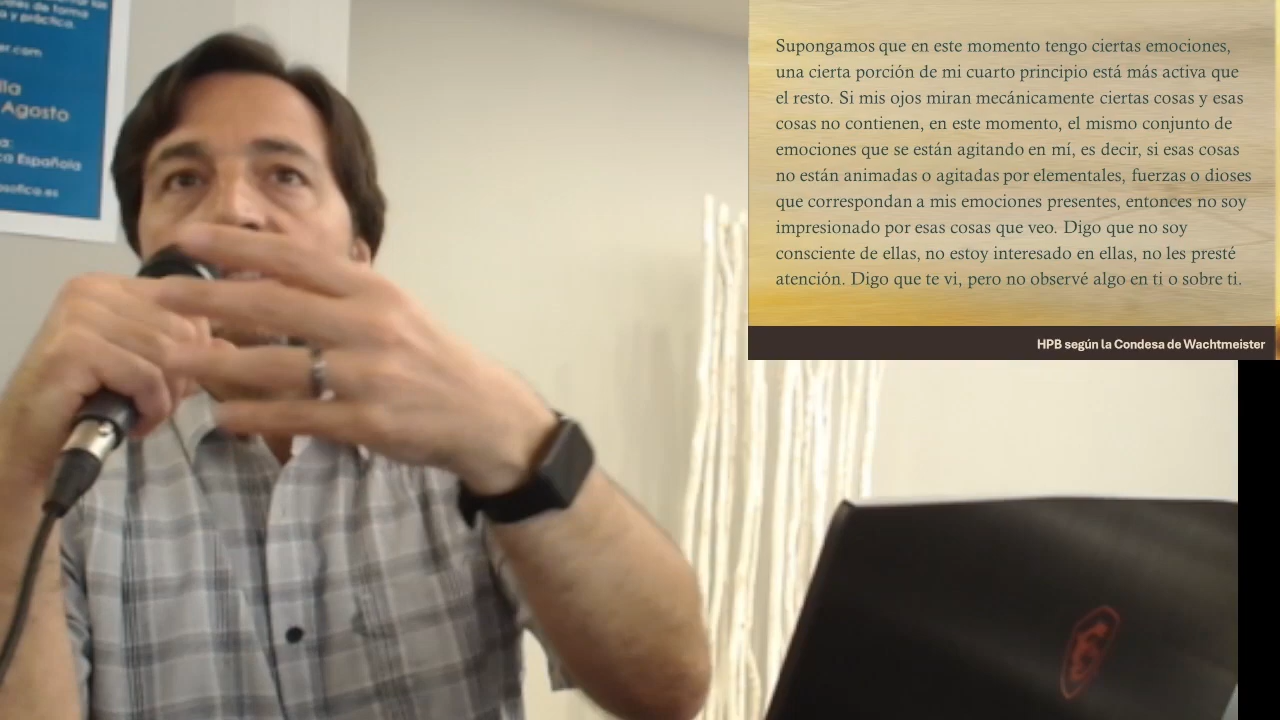 y práctica.
Agosto
Española
Supongamos que en este momento tengo ciertas emociones,
una cierta porción de mi cuarto principio está más activa que
el resto. Si mis ojos miran mecánicamente ciertas cosas y esas
cosas no contienen, en este momento, el mismo conjunto de
emociones que se están agitando en mí, es decir, si esas cosas
no están animadas o agitadas por elementales, fuerzas o dioses
que correspondan a mis emociones presentes, entonces no soy
impresionado por esas cosas que veo. Digo que no soy
consciente de ellas, no estoy interesado en ellas, no les presté
atención. Digo que te vi, pero no observé algo en ti o sobre ti.
HPB según la Condesa de Wachtmeister